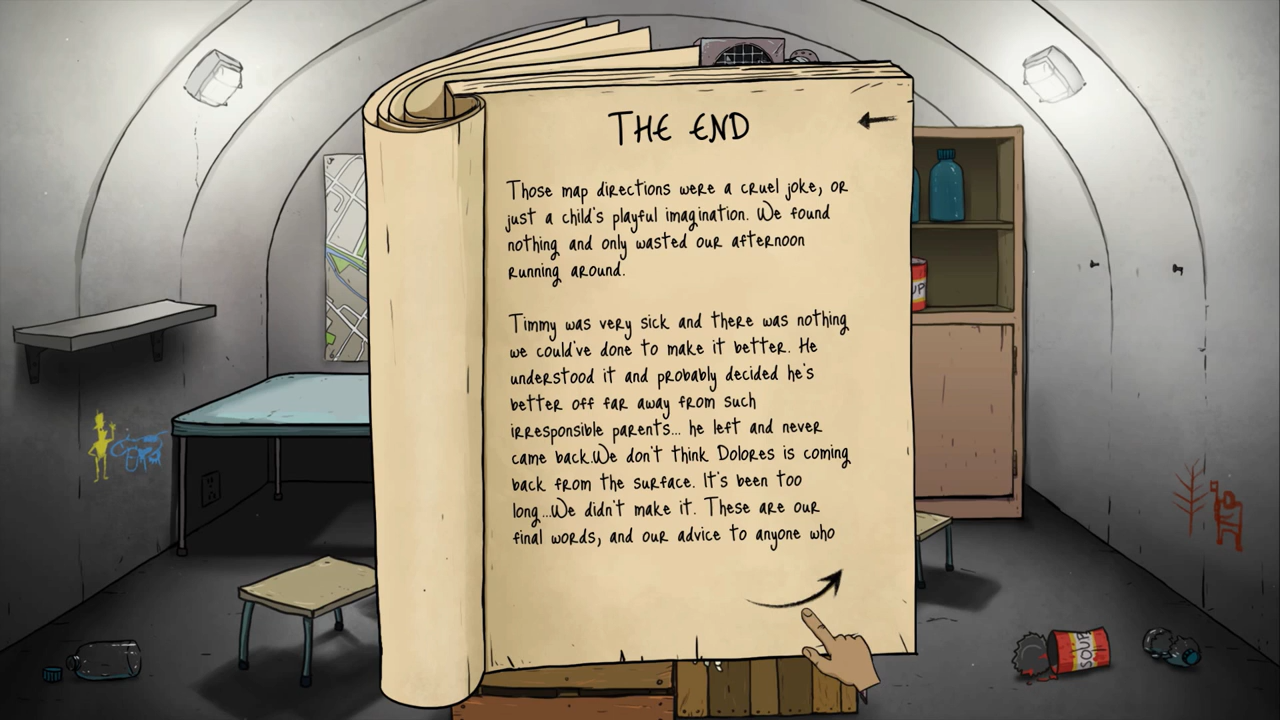 THE END
Those map directions were a cruel joke, or
just a child's playful imagination. We found
nothing and only wasted our afternoon
running around.
Timmy was very sick and there was nothing
we could've done to make it better. He
understood it and probably decided he's
better off far away from such
irresponsible parents... he left and never
came back.We don't think Dolores is coming
back from the surface. It's been too
long...We didn't make it. These are our
final words, and our advice to anyone who
UP
SOUP